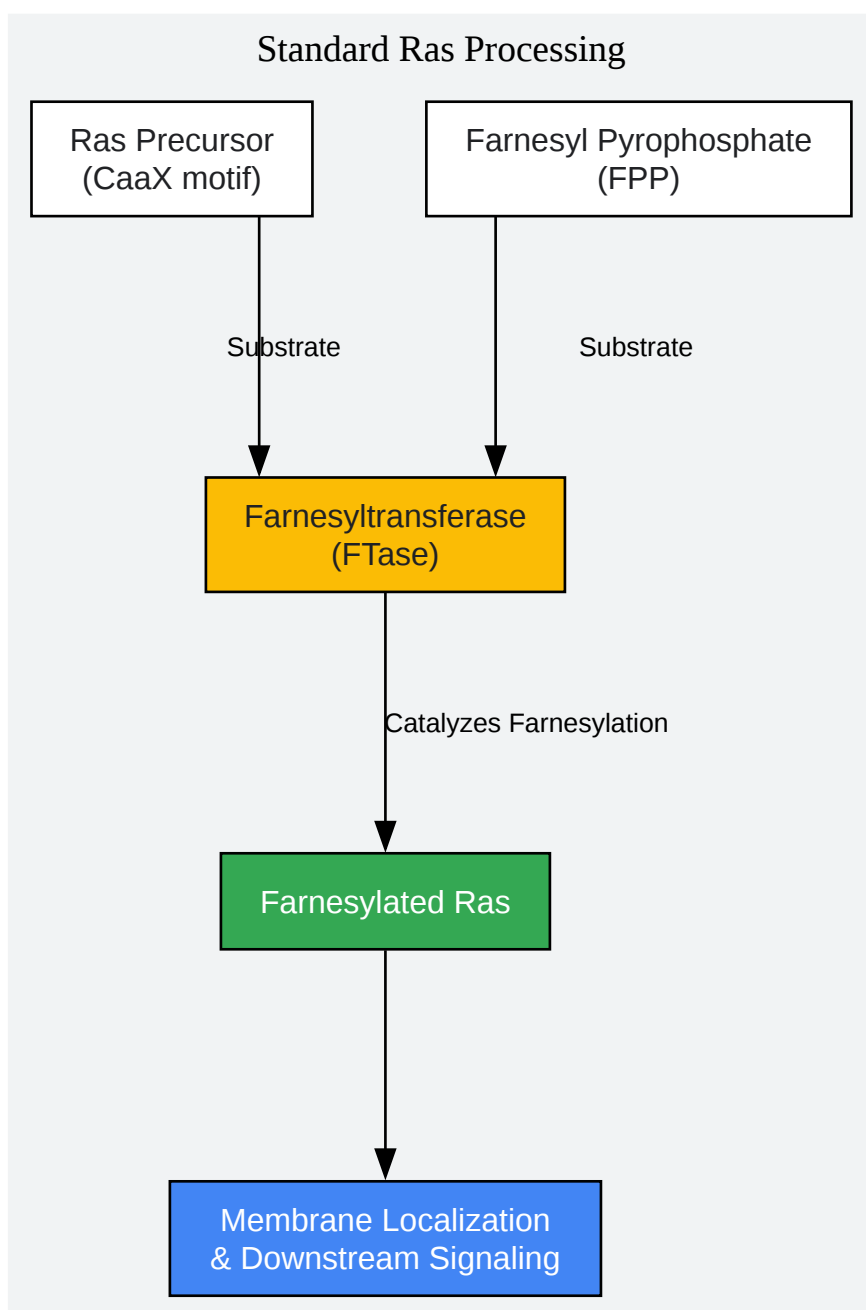 Standard Ras Processing
Ras Precursor
(CaaX motif)
Farnesyl Pyrophosphate
(FPP)
Substrate
Substrate
Farnesyltransferase
(FTase)
Catalyzes Farnesylation
Farnesylated Ras
Membrane Localization
& Downstream Signaling